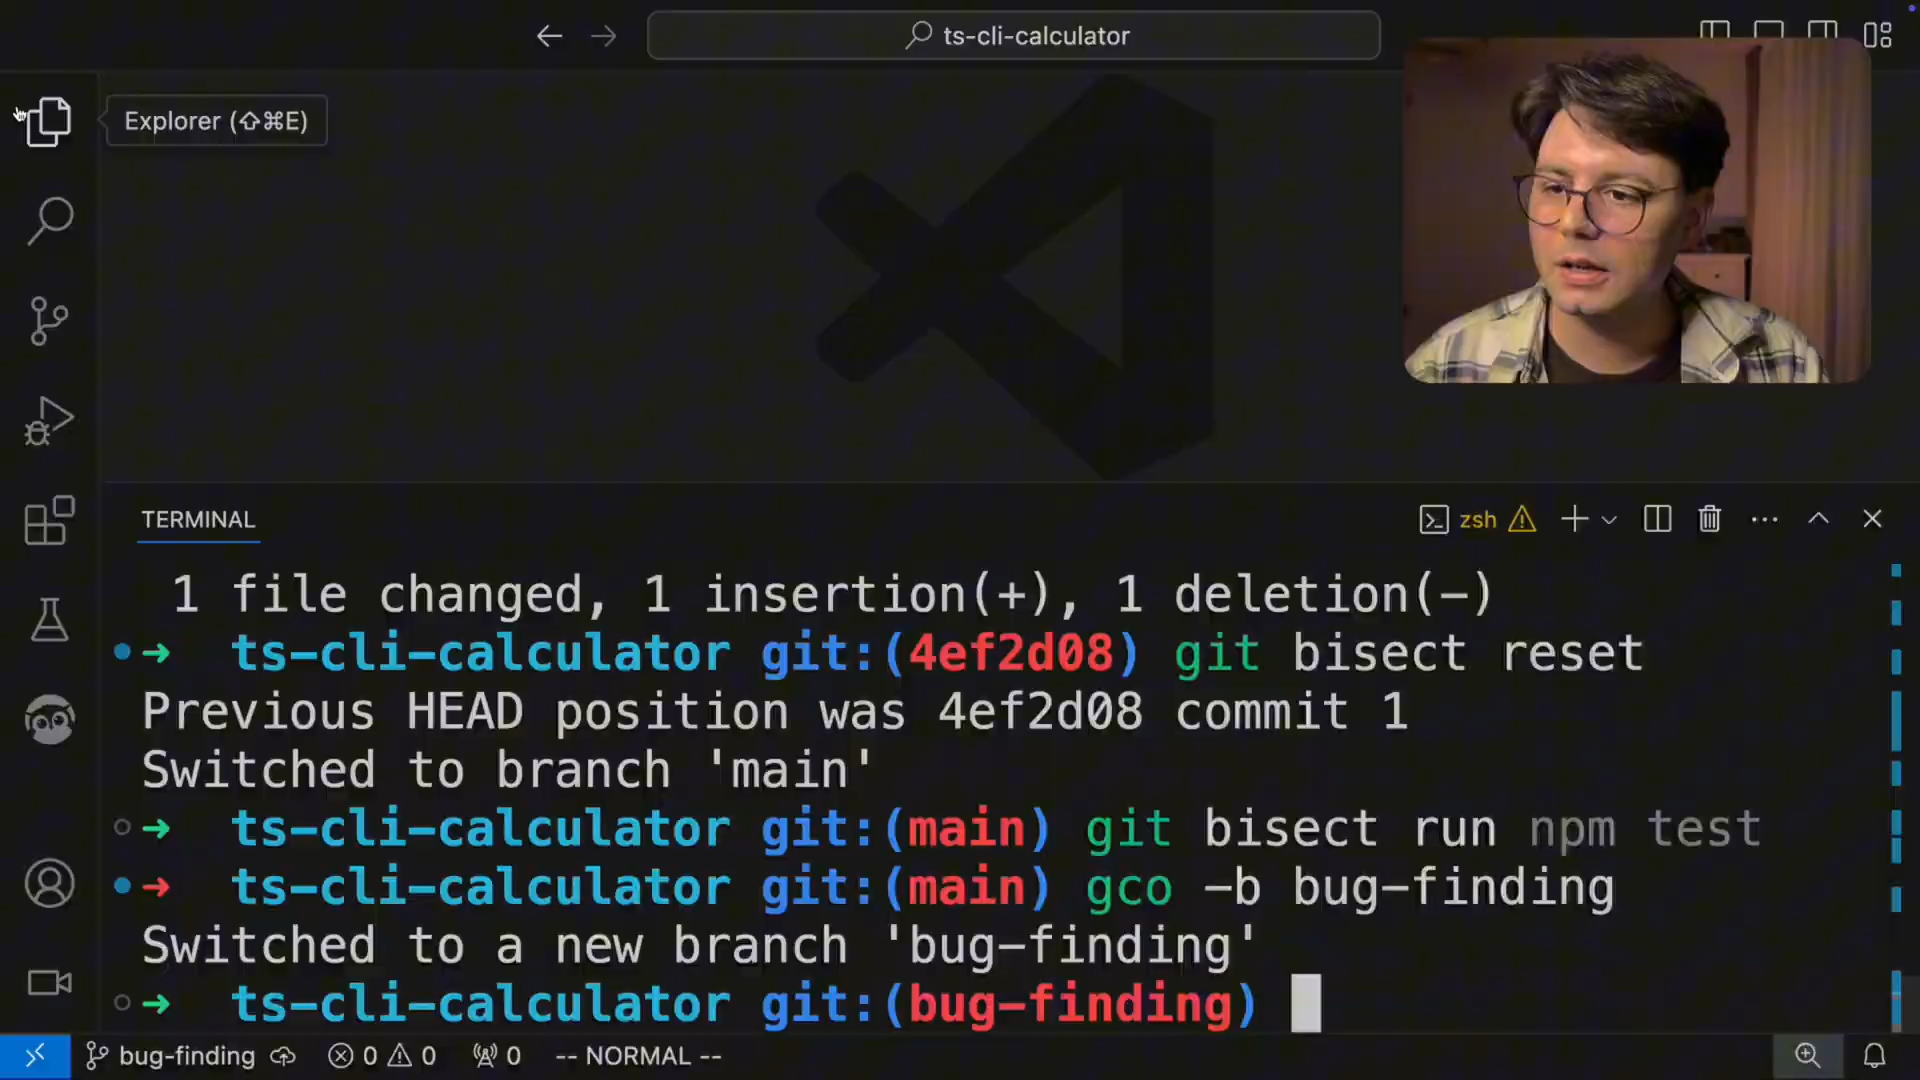 ts-cli-calculator
Explorer (⇧⌘E)
TERMINAL
zsh
1 file changed, 1 insertion(+), 1 deletion(-)
➜ ts-cli-calculator git:(4ef2d08) git bisect reset
Previous HEAD position was 4ef2d08 commit 1
Switched to branch 'main'
➜ ts-cli-calculator git:(main) git bisect run npm test
➜ ts-cli-calculator git:(main) gco -b bug-finding
Switched to a new branch 'bug-finding'
➜ ts-cli-calculator git:(bug-finding)
bug-finding 0 0 0 -- NORMAL --